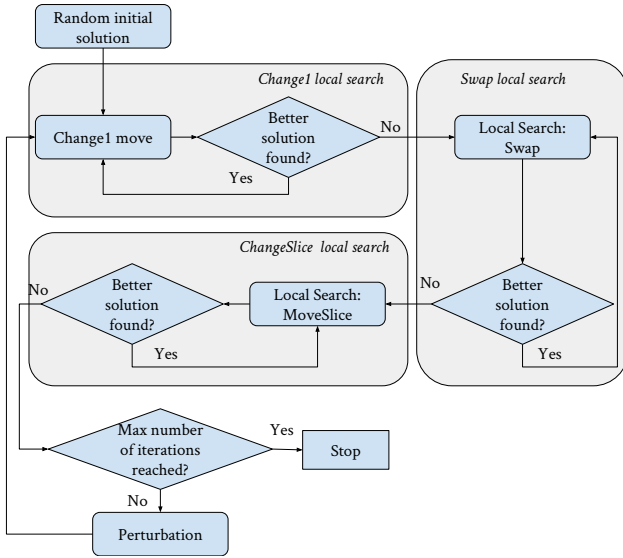 Random initial
solution
Change1 local search
Change1 move
Better
solution
found?
Yes
No
Swap local search
Local Search:
Swap
Better
solution
found?
Yes
No
ChangeSlice local search
Local Search:
MoveSlice
Better
solution
found?
Yes
No
Max number
of iterations
reached?
Yes
Stop
No
Perturbation